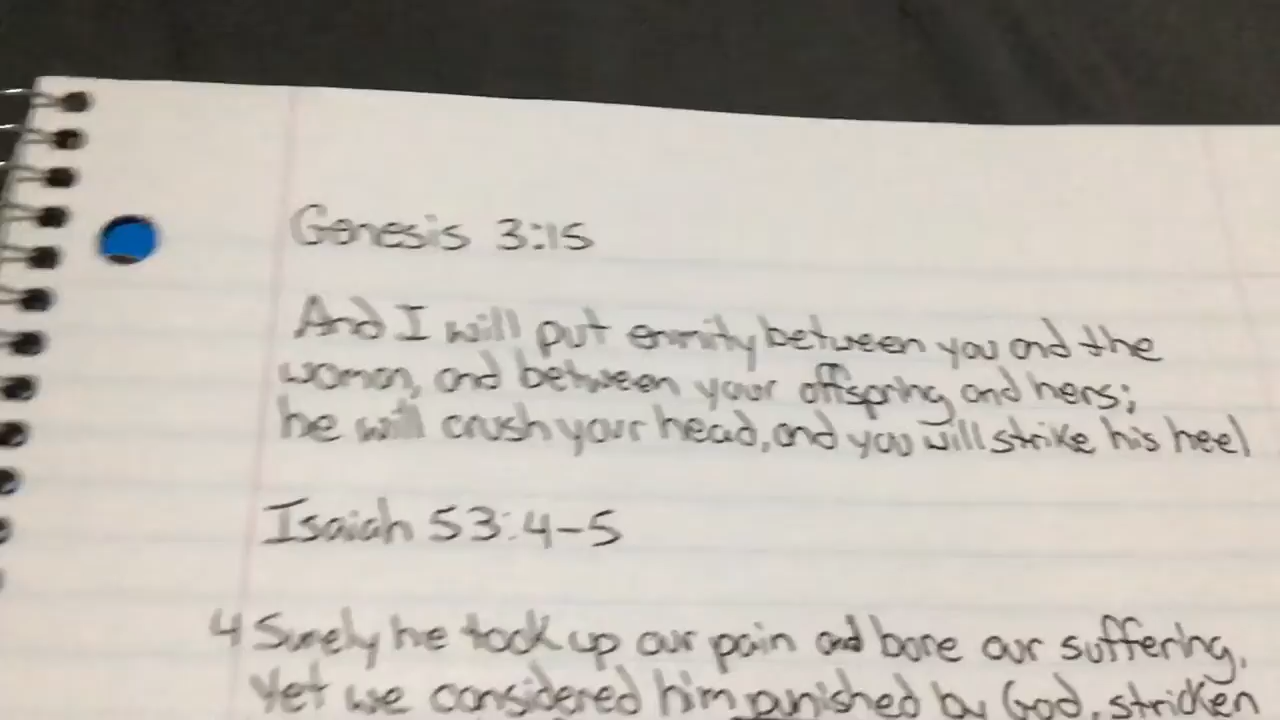 Genesis 3:15
And I will put enmity between you and the
woman, and between your offspring and hers;
he will crush your head, and you will strike his heel
Isaiah 53:4-5
4 Surely he took up our pain and bore our suffering,
Yet we considered him punished by God, stricken